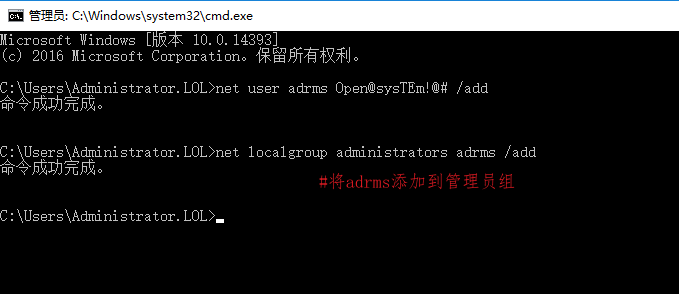 管理员: C:\Windows\system32\cmd.exe
Microsoft Windows [版本 10.0.14393]
(c) 2016 Microsoft Corporation。保留所有权利。
C:\Users\Administrator.LOL>net user adrms Open@sysTEm!@# /add
命令成功完成。
C:\Users\Administrator.LOL>net localgroup administrators adrms /add
命令成功完成。
#将adrms添加到管理员组
C:\Users\Administrator.LOL>